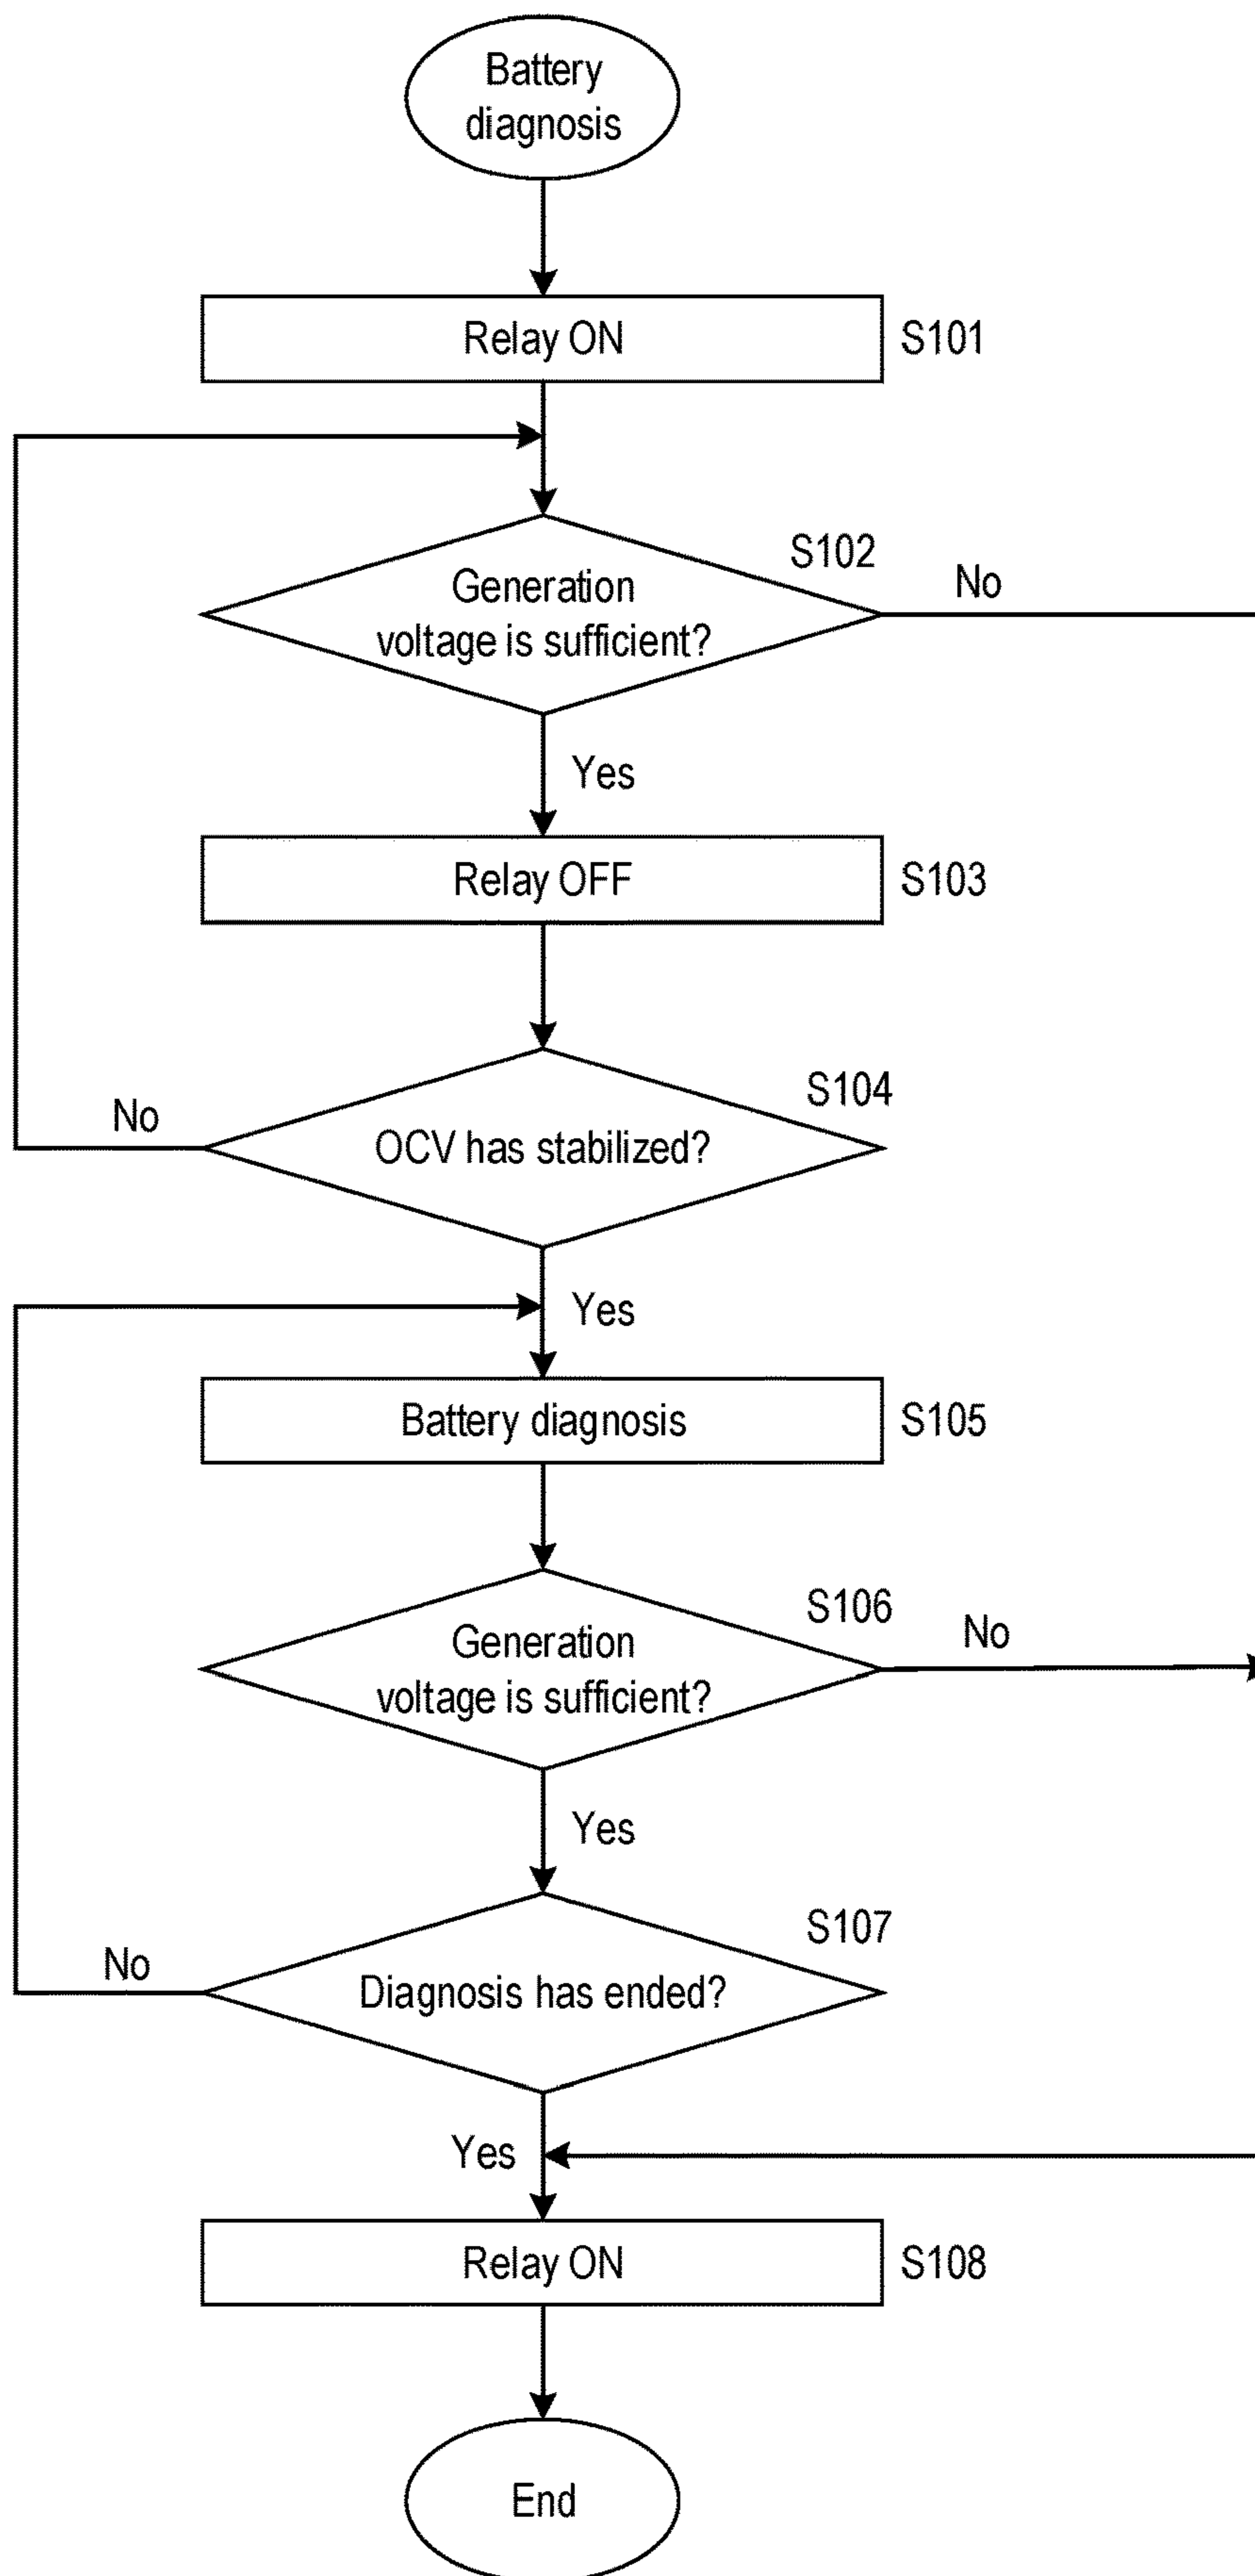 Battery
diagnosis
Relay ON
S101
S102
Generation
voltage is sufficient?
No
Yes
Relay OFF
S103
S104
No
OCV has stabilized?
Yes
Battery diagnosis
S105
S106
Generation
voltage is sufficient?
No
Yes
S107
No
Diagnosis has ended?
Yes
Relay ON
S108
End